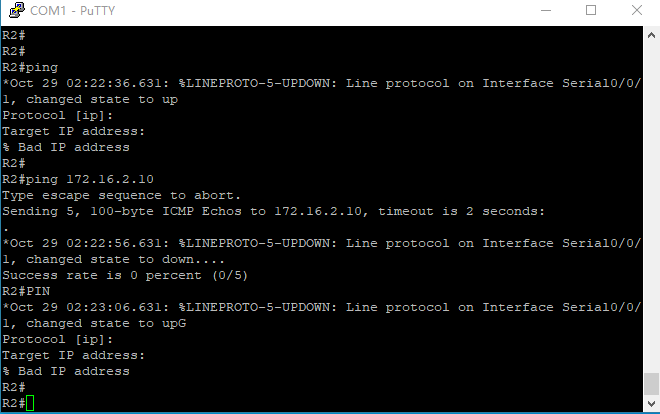 COM1 - PuTTY
R2#
R2#
R2#ping
*Oct 29 02:22:36.631: %LINEPROTO-5-UPDOWN: Line protocol on Interface Serial0/0/
1, changed state to up
Protocol [ip]:
Target IP address:
% Bad IP address
R2#
R2#ping 172.16.2.10
Type escape sequence to abort.
Sending 5, 100-byte ICMP Echos to 172.16.2.10, timeout is 2 seconds:
.
*Oct 29 02:22:56.631: %LINEPROTO-5-UPDOWN: Line protocol on Interface Serial0/0/
1, changed state to down....
Success rate is 0 percent (0/5)
R2#PIN
*Oct 29 02:23:06.631: %LINEPROTO-5-UPDOWN: Line protocol on Interface Serial0/0/
1, changed state to upG
Protocol [ip]:
Target IP address:
% Bad IP address
R2#
R2#